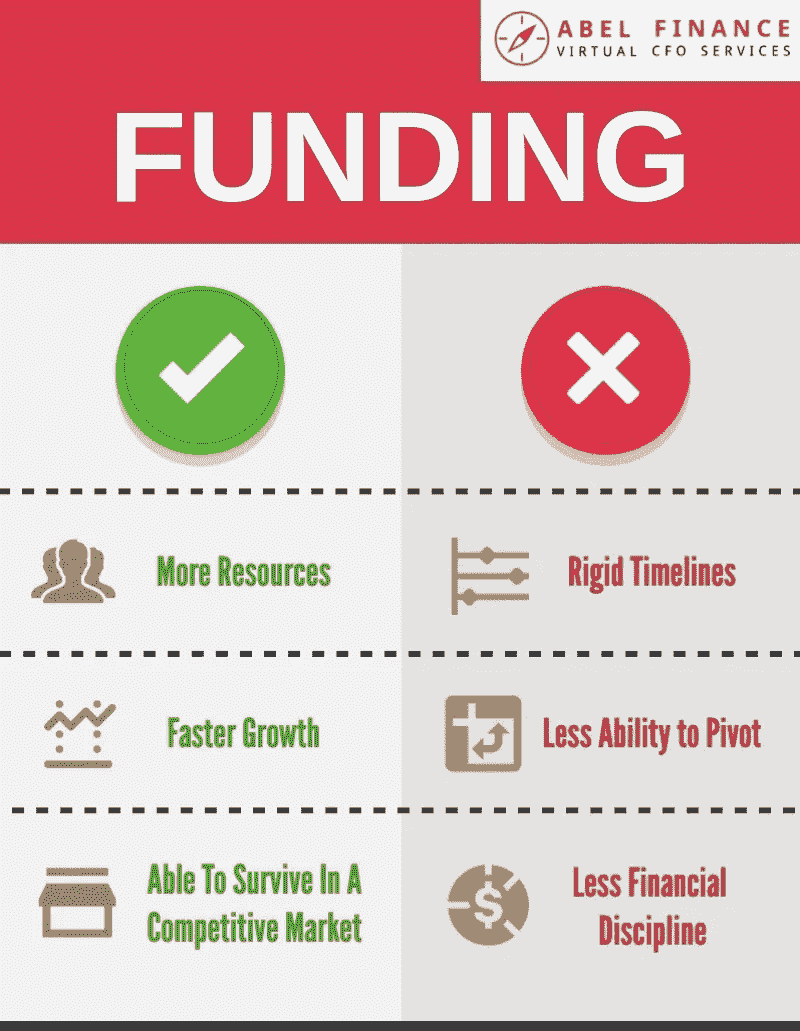 ABEL FINANCE
VIRTUAL CFO SERVICES
FUNDING
More Resources
Rigid Timelines
Faster Growth
Less Ability to Pivot
Able To Survive In A
Competitive Market
Less Financial
Discipline